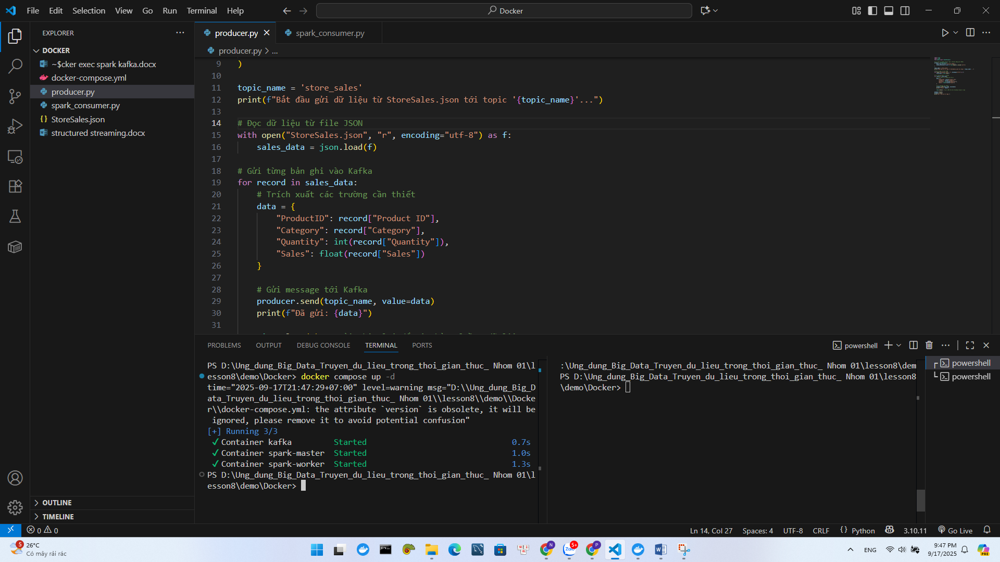 File Edit Selection View Go Run Terminal Help
Docker
EXPLORER
DOCKER
~$cker exec spark kafka.docx
docker-compose.yml
producer.py
spark_consumer.py
StoreSales.json
structured streaming.docx
OUTLINE
TIMELINE
producer.py
spark_consumer.py
producer.py > ...
9 )
10
11 topic_name = 'store_sales'
12 print(f"Bắt đầu gửi dữ liệu từ StoreSales.json tới topic '{topic_name}'...")
13
14 # Đọc dữ liệu từ file JSON
15 with open("StoreSales.json", "r", encoding="utf-8") as f:
16 sales_data = json.load(f)
17
18 # Gửi từng bản ghi vào Kafka
19 for record in sales_data:
20 # Trích xuất các trường cần thiết
21 data = {
22 "ProductID": record["Product ID"],
23 "Category": record["Category"],
24 "Quantity": int(record["Quantity"]),
25 "Sales": float(record["Sales"])
26 }
27
28 # Gửi message tới Kafka
29 producer.send(topic_name, value=data)
30 print(f"Đã gửi: {data}")
31
PROBLEMS OUTPUT DEBUG CONSOLE TERMINAL PORTS
powershell
PS D:\Ung_dung_Big_Data_Truyen_du_lieu_trong_thoi_gian_thuc_ Nhom 01\l
esson8\demo\Docker> docker compose up -d
time="2025-09-17T21:47:29+07:00" level=warning msg="D:\\Ung_dung_Big_D
ata_Truyen_du_lieu_trong_thoi_gian_thuc_ Nhom 01\\lesson8\\demo\\Docke
r\\docker-compose.yml: the attribute `version` is obsolete, it will be
ignored, please remove it to avoid potential confusion"
[+] Running 3/3
✔ Container kafka Started 0.7s
✔ Container spark-master Started 1.0s
✔ Container spark-worker Started 1.3s
PS D:\Ung_dung_Big_Data_Truyen_du_lieu_trong_thoi_gian_thuc_ Nhom 01\l
esson8\demo\Docker>
:\Ung_dung_Big_Data_Truyen_du_lieu_trong_thoi_gian_thuc_ Nhom 01\lesson8\dem
PS D:\Ung_dung_Big_Data_Truyen_du_lieu_trong_thoi_gian_thuc_ Nhom 01\lesson8
\demo\Docker>
powershell
powershell
0 0
Ln 14, Col 27 Spaces: 4 UTF-8 CRLF {} Python 3.10.11 Go Live
5
26°C
Có mây rải rác
N
Zalo
5+
P
PRE
ENG
9:47 PM
9/17/2025